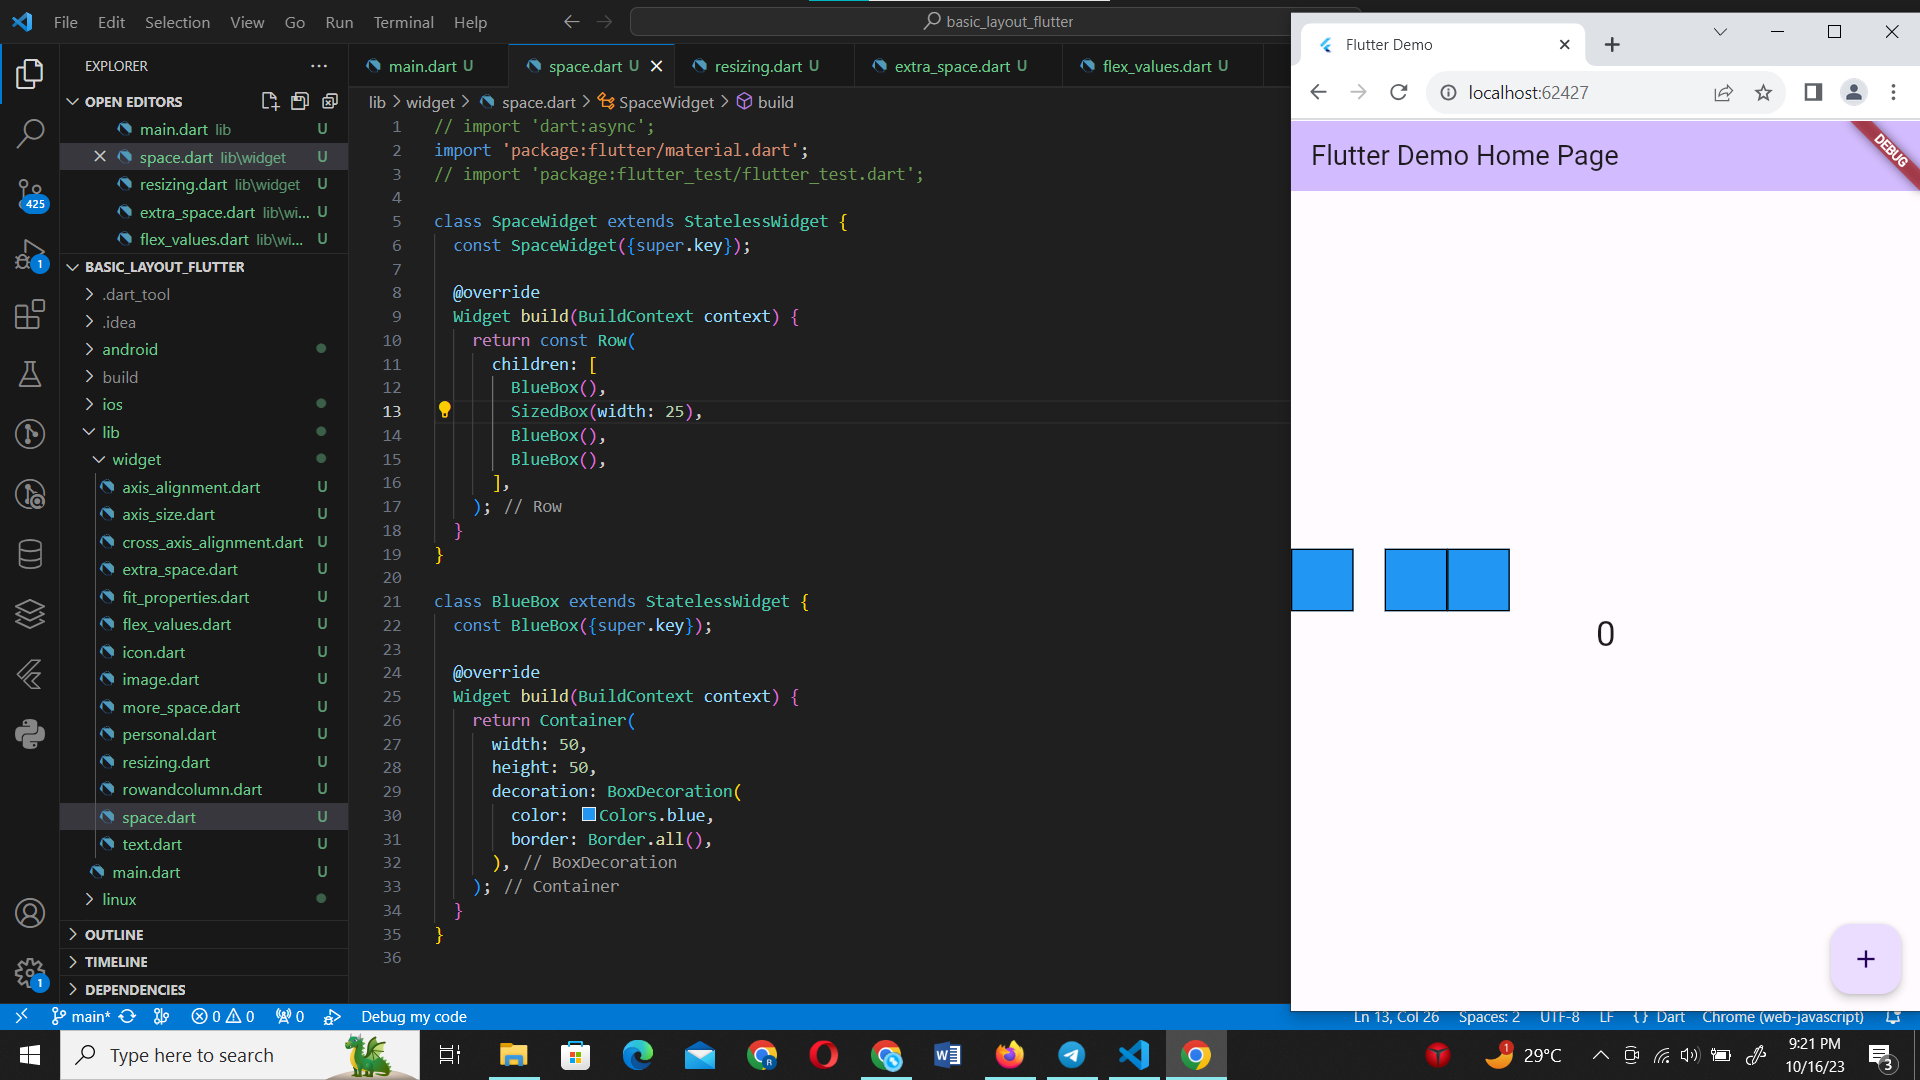 File Edit Selection View Go Run Terminal Help
basic_layout_flutter
EXPLORER
OPEN EDITORS
main.dart lib U
space.dart lib\widget U
resizing.dart lib\widget U
extra_space.dart lib\wi... U
flex_values.dart lib\wi... U
BASIC_LAYOUT_FLUTTER
.dart_tool
.idea
android
build
ios
lib
widget
axis_alignment.dart U
axis_size.dart U
cross_axis_alignment.dart U
extra_space.dart U
fit_properties.dart U
flex_values.dart U
icon.dart U
image.dart U
more_space.dart U
personal.dart U
resizing.dart U
rowandcolumn.dart U
space.dart U
text.dart U
main.dart U
linux
OUTLINE
TIMELINE
DEPENDENCIES
425
1
1
main.dart U space.dart U resizing.dart U extra_space.dart U flex_values.dart U
lib > widget > space.dart > SpaceWidget > build
1 // import 'dart:async';
2 import 'package:flutter/material.dart';
3 // import 'package:flutter_test/flutter_test.dart';
4
5 class SpaceWidget extends StatelessWidget {
6 const SpaceWidget({super.key});
7
8 @override
9 Widget build(BuildContext context) {
10 return const Row(
11 children: [
12 BlueBox(),
13 SizedBox(width: 25),
14 BlueBox(),
15 BlueBox(),
16 ],
17 ); // Row
18 }
19 }
20
21 class BlueBox extends StatelessWidget {
22 const BlueBox({super.key});
23
24 @override
25 Widget build(BuildContext context) {
26 return Container(
27 width: 50,
28 height: 50,
29 decoration: BoxDecoration(
30 color: Colors.blue,
31 border: Border.all(),
32 ), // BoxDecoration
33 ); // Container
34 }
35 }
36
Flutter Demo
localhost:62427
Flutter Demo Home Page
DEBUG
0
+
main* 0 0 0 Debug my code
Ln 13, Col 26 Spaces: 2 UTF-8 LF {} Dart Chrome (web-javascript)
Type here to search
1
29°C
9:21 PM
10/16/23
3